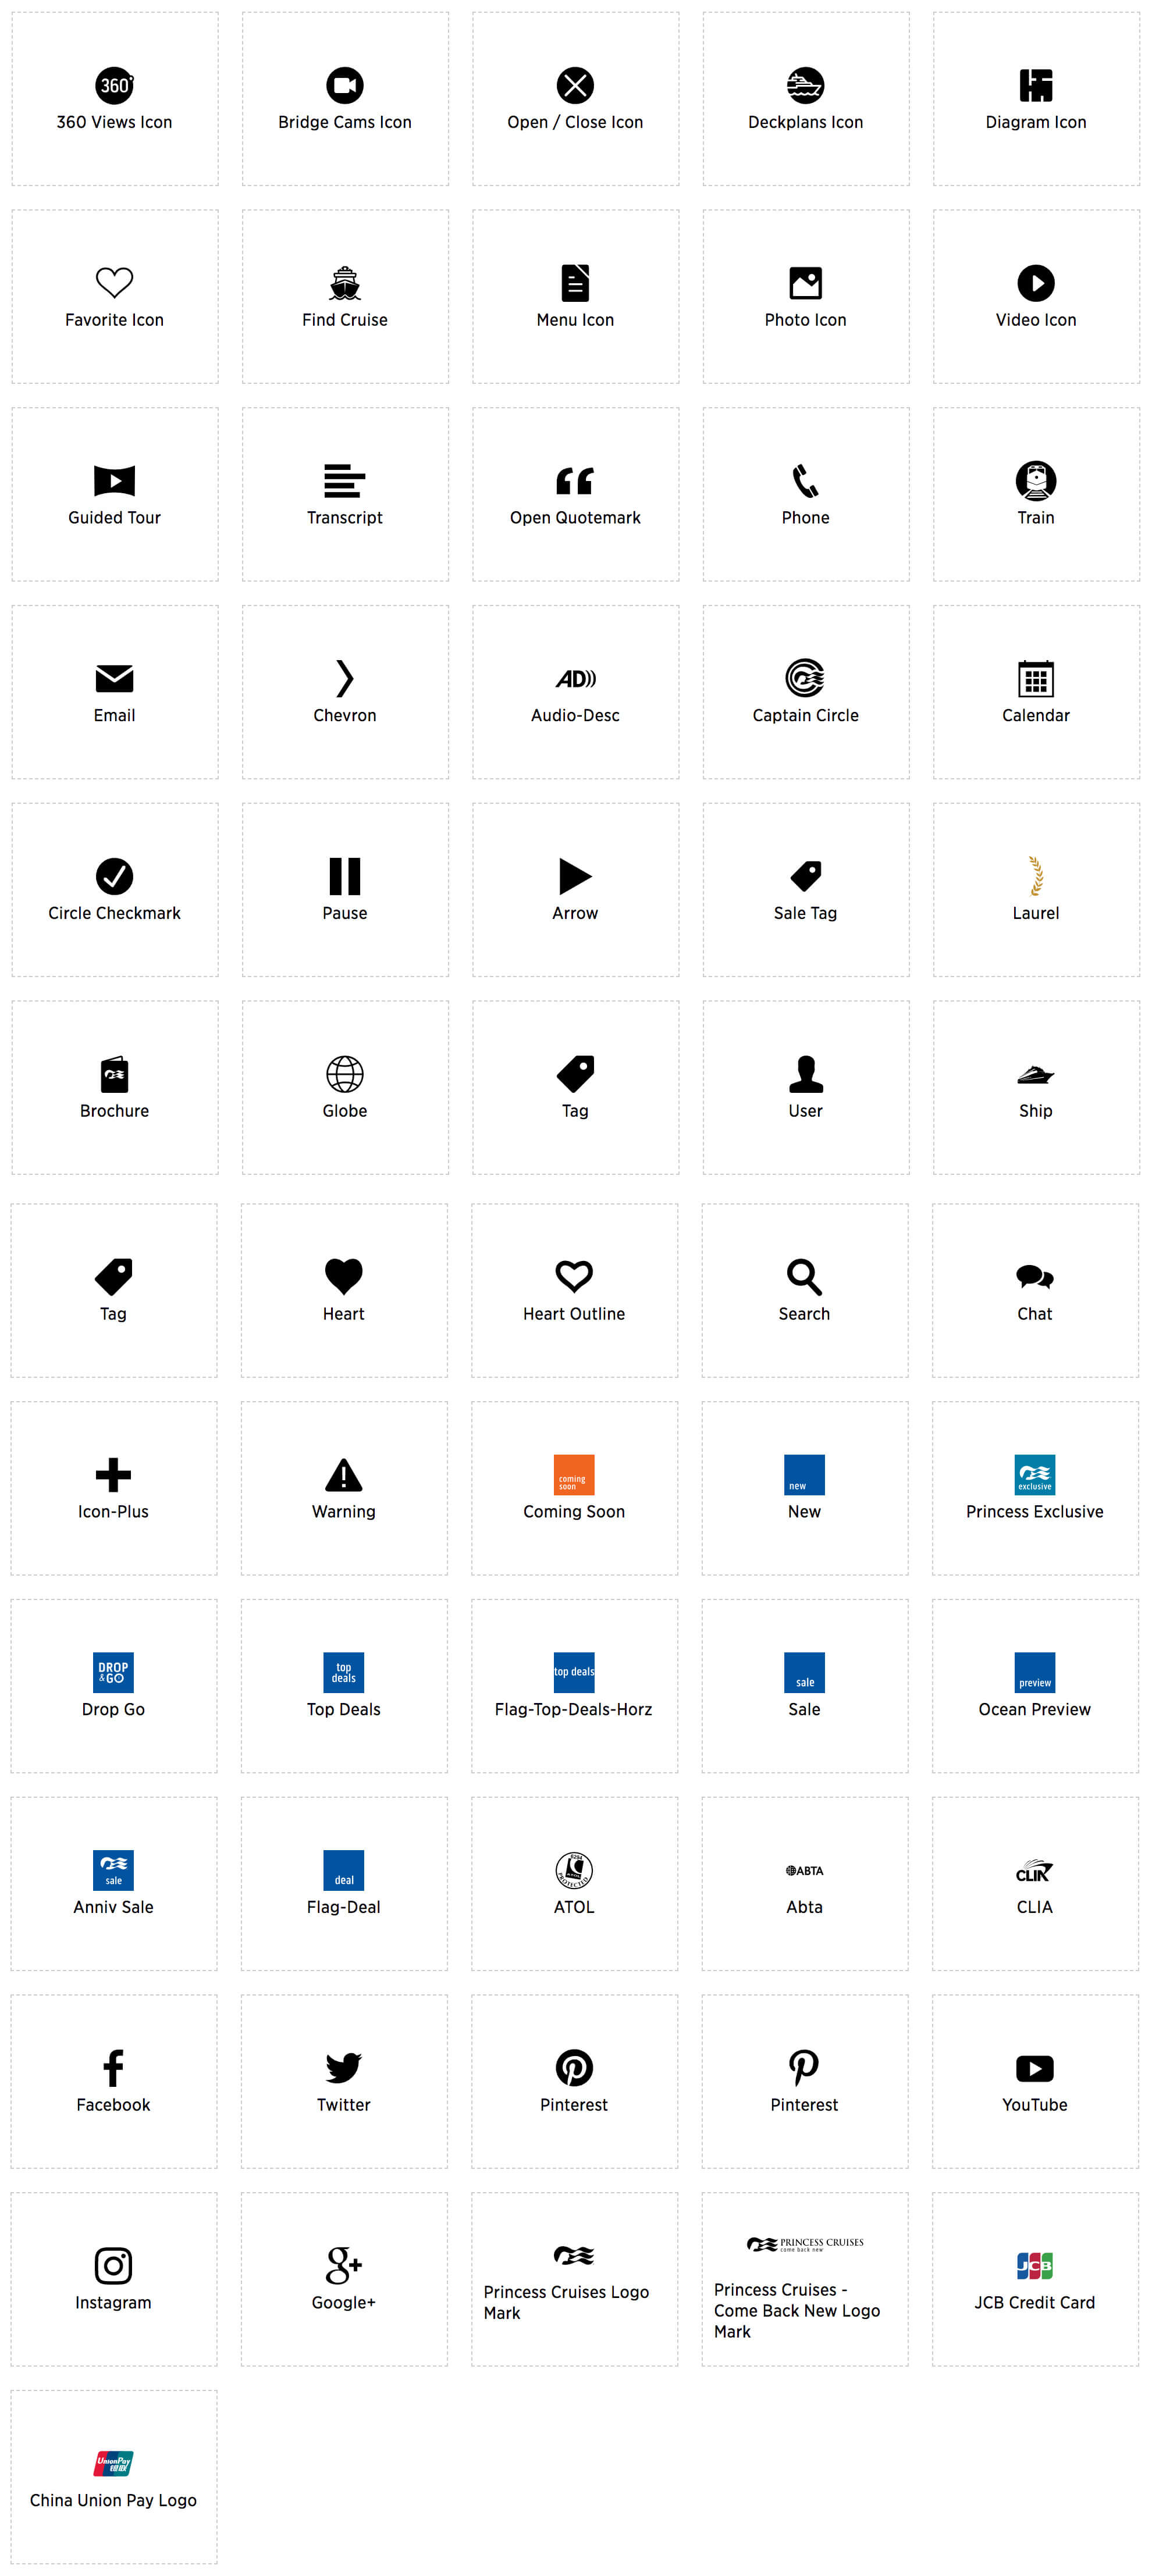 360°
360 Views Icon
Bridge Cams Icon
Open / Close Icon
Deckplans Icon
Diagram Icon
Favorite Icon
Find Cruise
Menu Icon
Photo Icon
Video Icon
Guided Tour
Transcript
Open Quotemark
Phone
Train
Email
Chevron
AD
Audio-Desc
Captain Circle
Calendar
Circle Checkmark
Pause
Arrow
Sale Tag
Laurel
Brochure
Globe
Tag
User
Ship
Tag
Heart
Heart Outline
Search
Chat
Icon-Plus
Warning
coming
soon
Coming Soon
new
New
exclusive
Princess Exclusive
DROP
&GO
Drop Go
top
deals
Top Deals
top deals
Flag-Top-Deals-Horz
sale
Sale
preview
Ocean Preview
sale
Anniv Sale
deal
Flag-Deal
PROTECTED
ATOL
ABTA
Abta
CLIA
CLIA
Facebook
Twitter
Pinterest
Pinterest
YouTube
Instagram
g+
Google+
Princess Cruises Logo
Mark
PRINCESS CRUISES
come back new
Princess Cruises -
Come Back New Logo
Mark
JCB
JCB Credit Card
UnionPay
银联
China Union Pay Logo